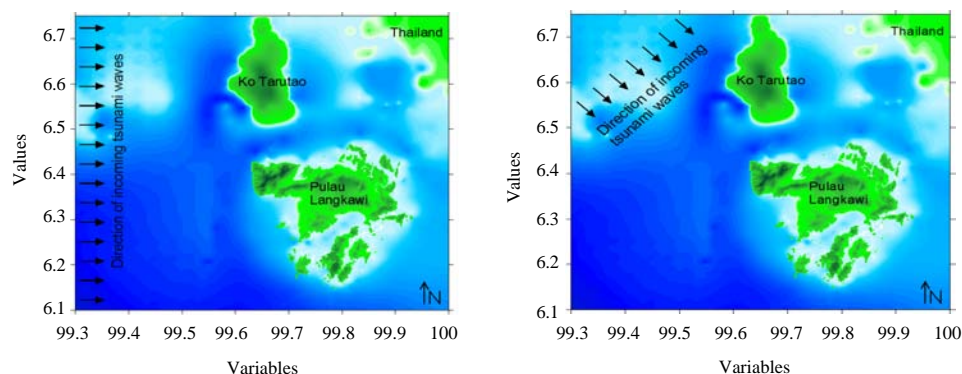 6.7
6.6
6.5
6.4
6.3
6.2
6.1
Values
Direction of incoming tsunami waves
Thailand
Ko Tarutao
Pulau
Langkawi
N
99.3 99.4 99.5 99.6 99.7 99.8 99.9 100
Variables
6.7
6.6
6.5
6.4
6.3
6.2
6.1
Values
Direction of incoming
tsunami waves
Thailand
Ko Tarutao
Pulau
Langkawi
N
99.3 99.4 99.5 99.6 99.7 99.8 99.9 100
Variables